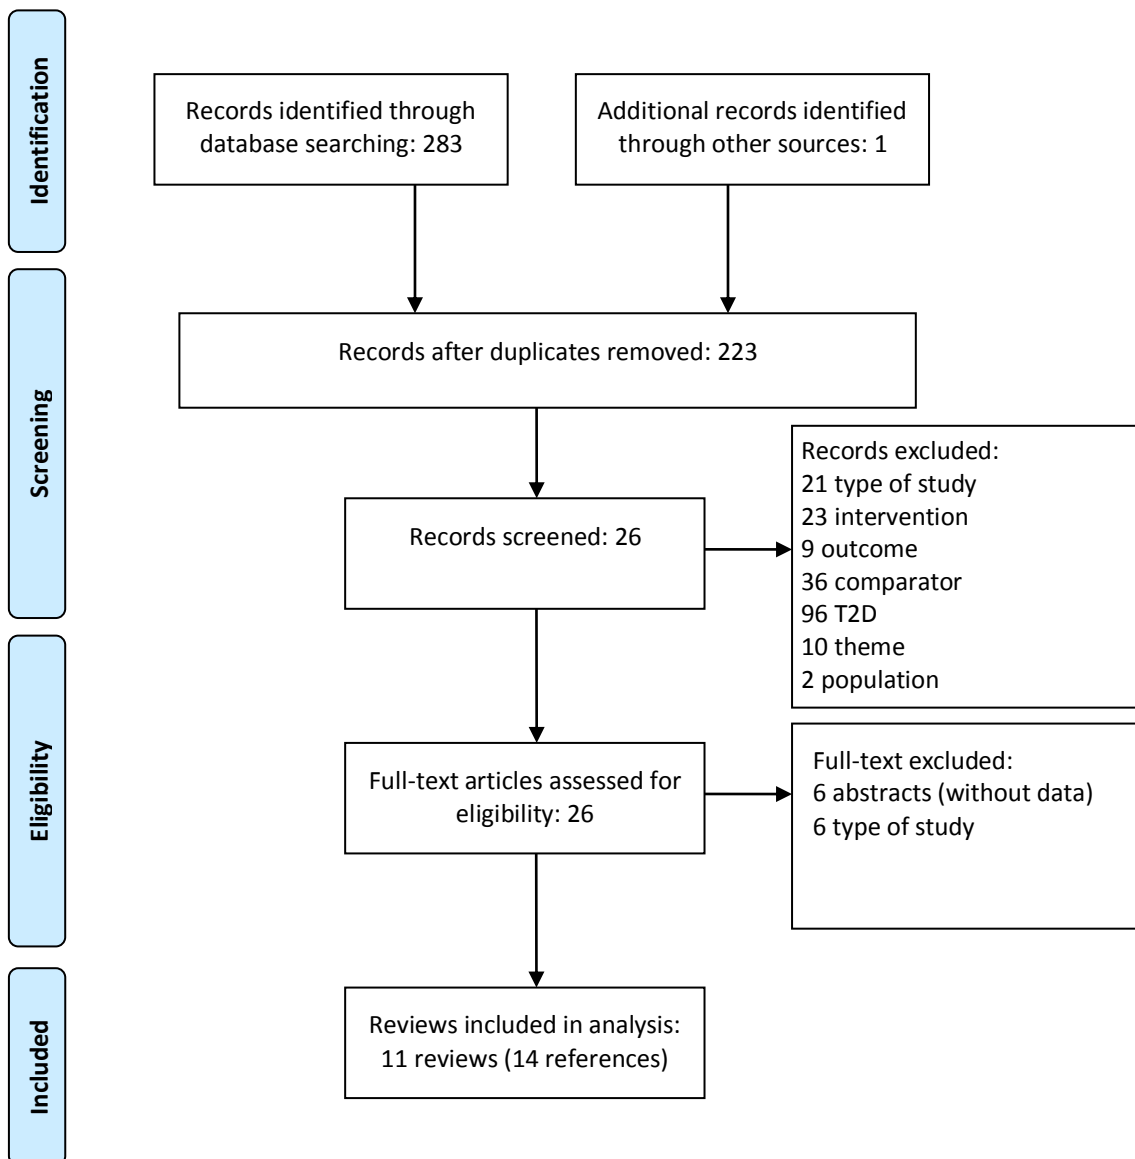 Identification
Records identified through
database searching: 283
Additional records identified
through other sources: 1
Screening
Records after duplicates removed: 223
Records screened: 26
Records excluded:
21 type of study
23 intervention
9 outcome
36 comparator
96 T2D
10 theme
2 population
Eligibility
Full-text articles assessed for
eligibility: 26
Full-text excluded:
6 abstracts (without data)
6 type of study
Included
Reviews included in analysis:
11 reviews (14 references)